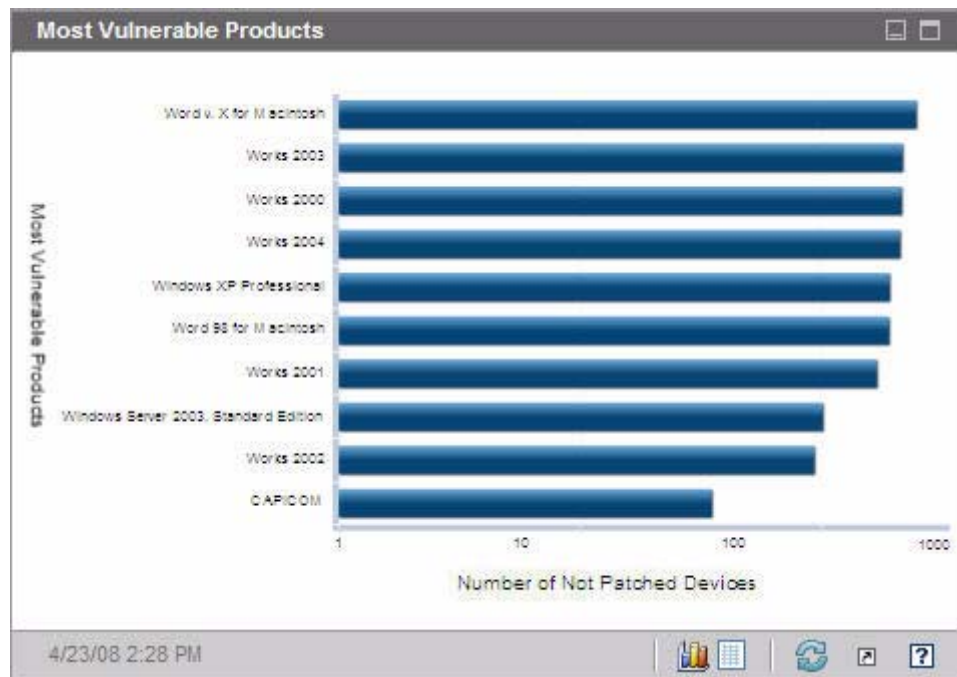 Most Vulnerable Products
Most Vulnerable Products
Word v. X for Macintosh
Works 2003
Works 2000
Works 2004
Windows XP Professional
Word 98 for Macintosh
Works 2001
Windows Server 2003, Standard Edition
Works 2002
CAPICOM
1 10 100 1000
Number of Not Patched Devices
4/23/08 2:28 PM
?